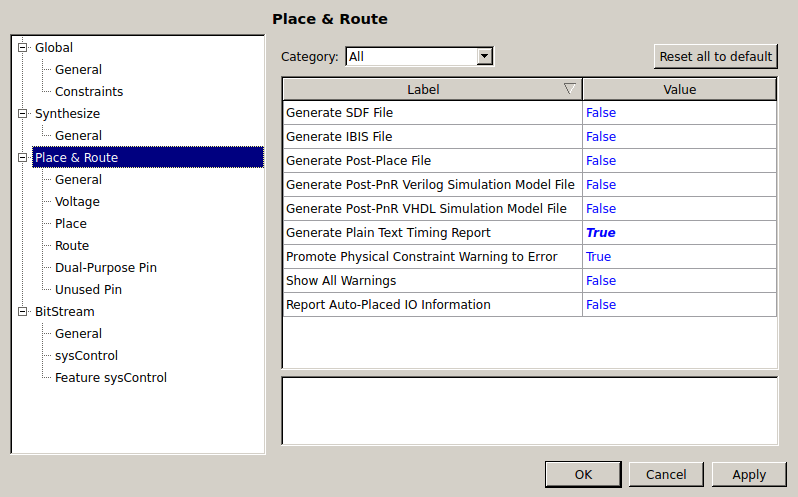 Place & Route
Global
General
Constraints
Synthesize
General
Place & Route
General
Voltage
Place
Route
Dual-Purpose Pin
Unused Pin
BitStream
General
sysControl
Feature sysControl
Category: All Reset all to default
Label Value
Generate SDF File False
Generate IBIS File False
Generate Post-Place File False
Generate Post-PnR Verilog Simulation Model File False
Generate Post-PnR VHDL Simulation Model File False
Generate Plain Text Timing Report True
Promote Physical Constraint Warning to Error True
Show All Warnings False
Report Auto-Placed IO Information False
OK Cancel Apply